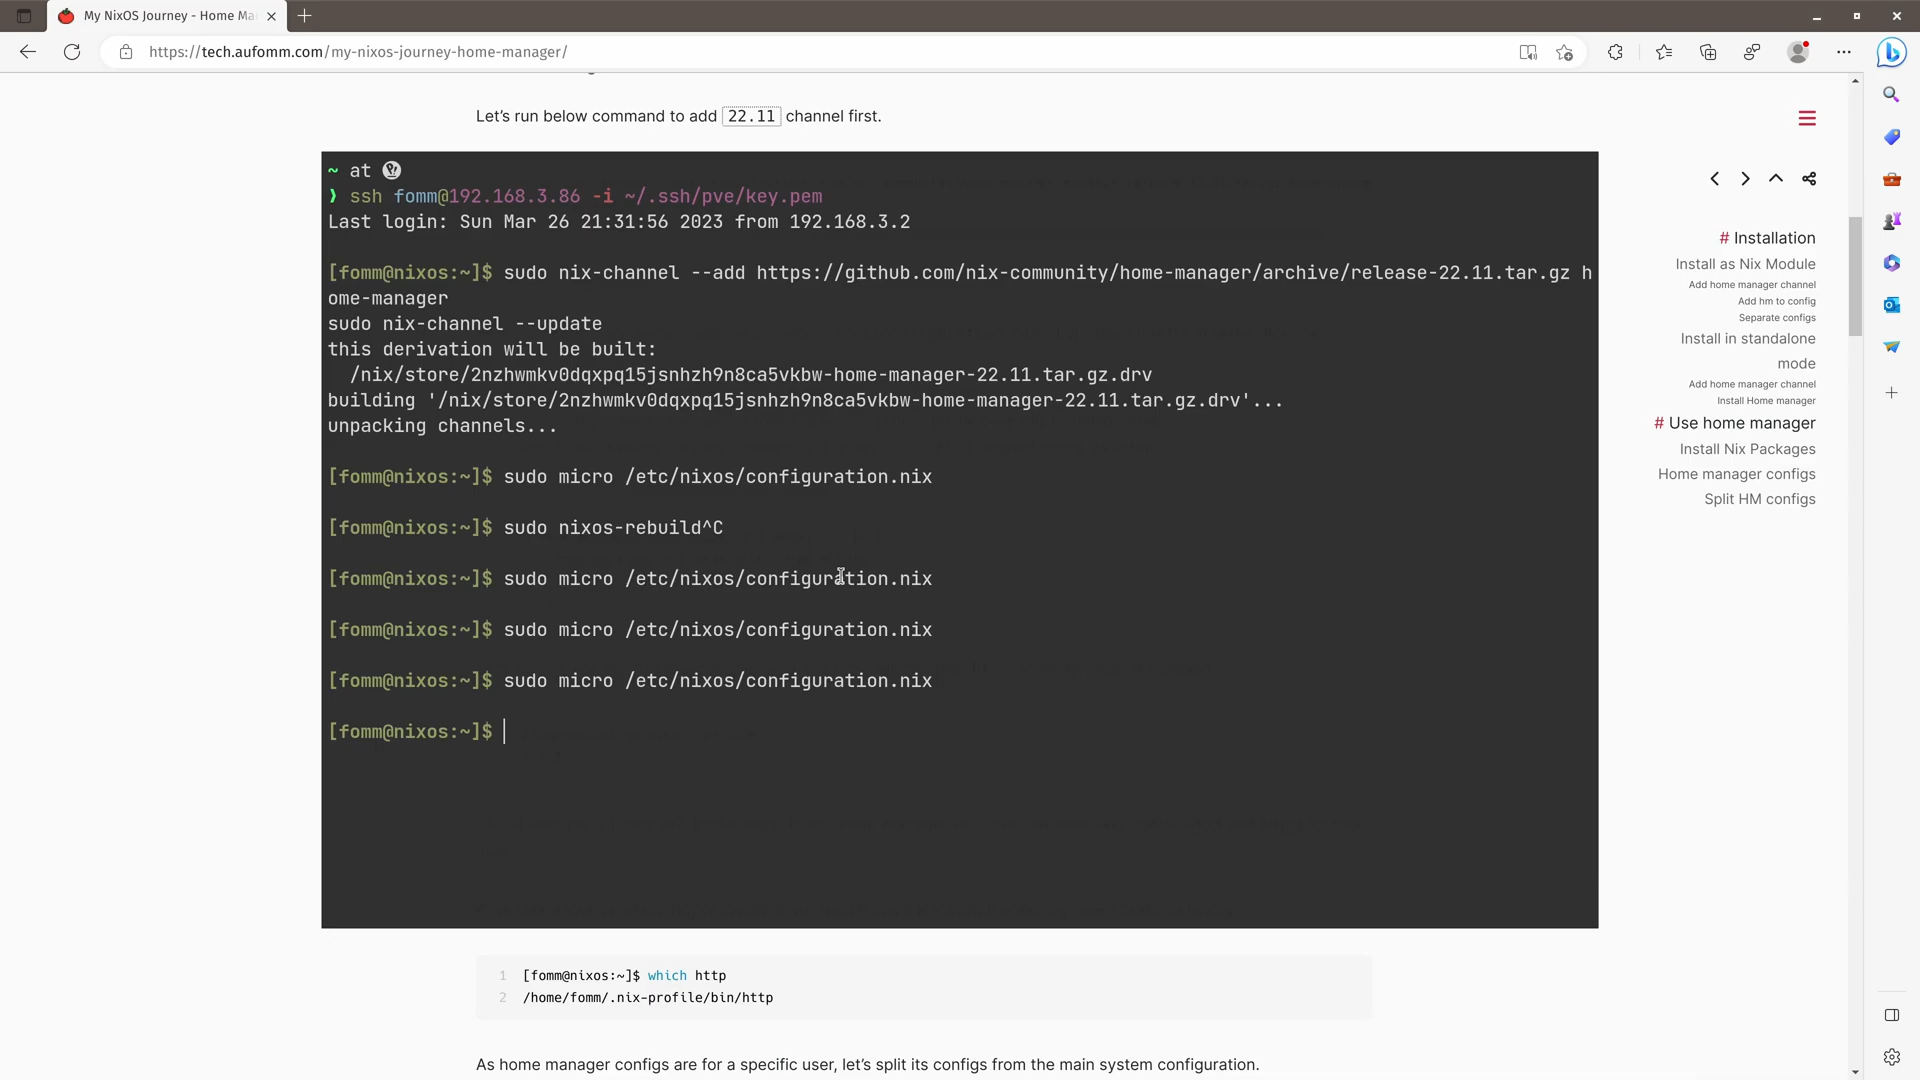 My NixOS Journey - Home Ma
https://tech.aufomm.com/my-nixos-journey-home-manager/
Let's run below command to add 22.11 channel first.
~ at
❯ ssh fomm@192.168.3.86 -i ~/.ssh/pve/key.pem
Last login: Sun Mar 26 21:31:56 2023 from 192.168.3.2
[fomm@nixos:~]$ sudo nix-channel --add https://github.com/nix-community/home-manager/archive/release-22.11.tar.gz h
ome-manager
sudo nix-channel --update
this derivation will be built:
/nix/store/2nzhwmkv0dqxpq15jsnhzh9n8ca5vkbw-home-manager-22.11.tar.gz.drv
building '/nix/store/2nzhwmkv0dqxpq15jsnhzh9n8ca5vkbw-home-manager-22.11.tar.gz.drv'...
unpacking channels...
[fomm@nixos:~]$ sudo micro /etc/nixos/configuration.nix
[fomm@nixos:~]$ sudo nixos-rebuild^C
[fomm@nixos:~]$ sudo micro /etc/nixos/configuration.nix
[fomm@nixos:~]$ sudo micro /etc/nixos/configuration.nix
[fomm@nixos:~]$ sudo micro /etc/nixos/configuration.nix
[fomm@nixos:~]$
1 [fomm@nixos:~]$ which http
2 /home/fomm/.nix-profile/bin/http
As home manager configs are for a specific user, let's split its configs from the main system configuration.
# Installation
Install as Nix Module
Add home manager channel
Add hm to config
Separate configs
Install in standalone
mode
Add home manager channel
Install Home manager
# Use home manager
Install Nix Packages
Home manager configs
Split HM configs